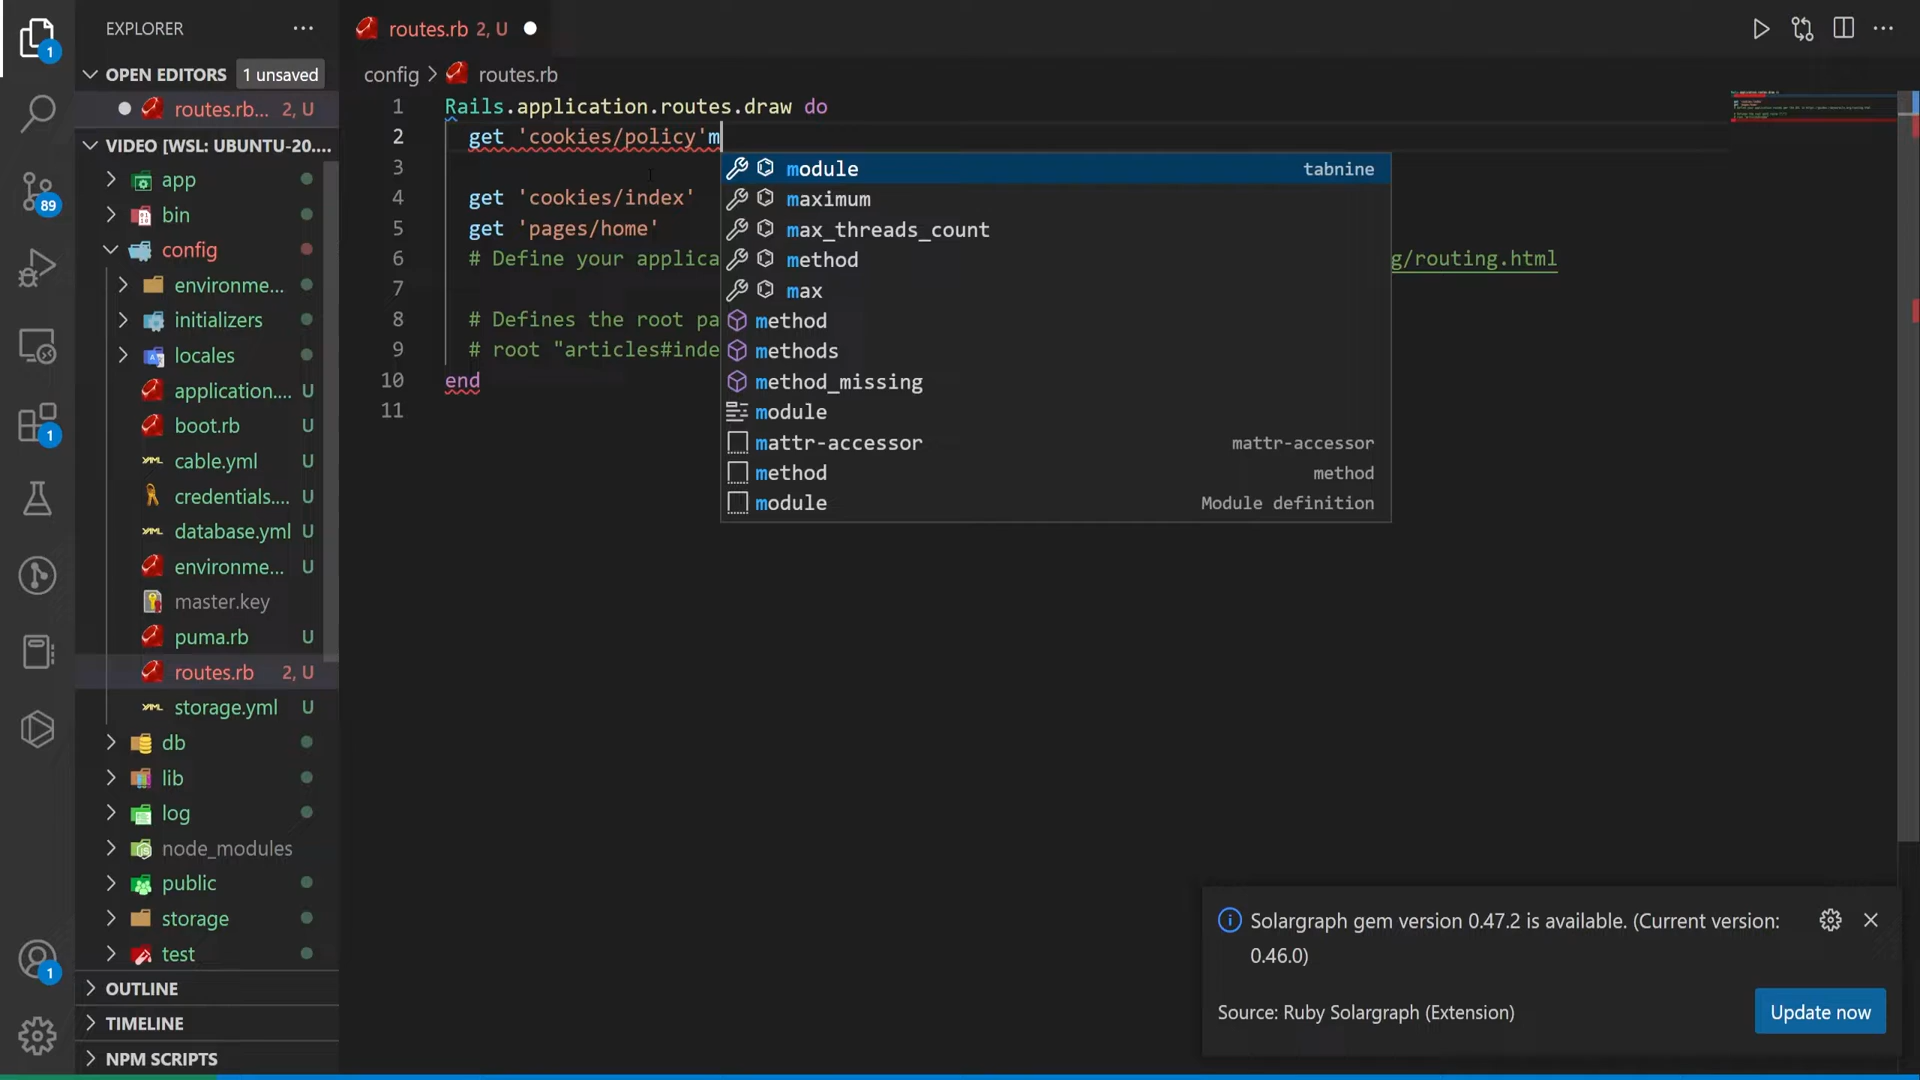 EXPLORER
OPEN EDITORS 1 unsaved
routes.rb... 2, U
VIDEO [WSL: UBUNTU-20....
app
bin
config
environme...
initializers
locales
application.... U
boot.rb U
cable.yml U
credentials.... U
database.yml U
environme... U
master.key
puma.rb U
routes.rb 2, U
storage.yml U
db
lib
log
node_modules
public
storage
test
OUTLINE
TIMELINE
NPM SCRIPTS
1
89
1
1
routes.rb 2, U
config > routes.rb
1 Rails.application.routes.draw do
2 get 'cookies/policy'm
3
4 get 'cookies/index'
5 get 'pages/home'
6 # Define your applica g/routing.html
7
8 # Defines the root pa
9 # root "articles#inde
10 end
11
module tabnine
maximum
max_threads_count
method
max
method
methods
method_missing
module
mattr-accessor mattr-accessor
method method
module Module definition
Solargraph gem version 0.47.2 is available. (Current version:
0.46.0)
Source: Ruby Solargraph (Extension)
Update now